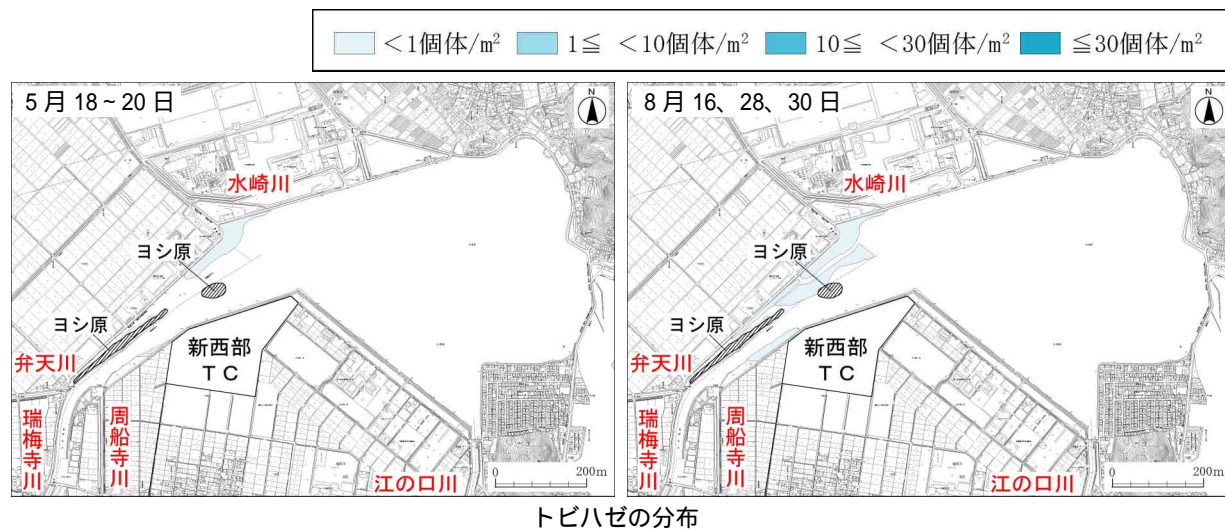 ＜1個体/m² 1≦ ＜10個体/m² 10≦ ＜30個体/m² ≦30個体/m²
5月18～20日
N
水崎川
ヨシ原
ヨシ原
弁天川
新西部
TC
瑞梅寺川
周船寺川
江の口川
0 200m
8月16、28、30日
N
水崎川
ヨシ原
ヨシ原
弁天川
新西部
TC
瑞梅寺川
周船寺川
江の口川
0 200m
トビハゼの分布